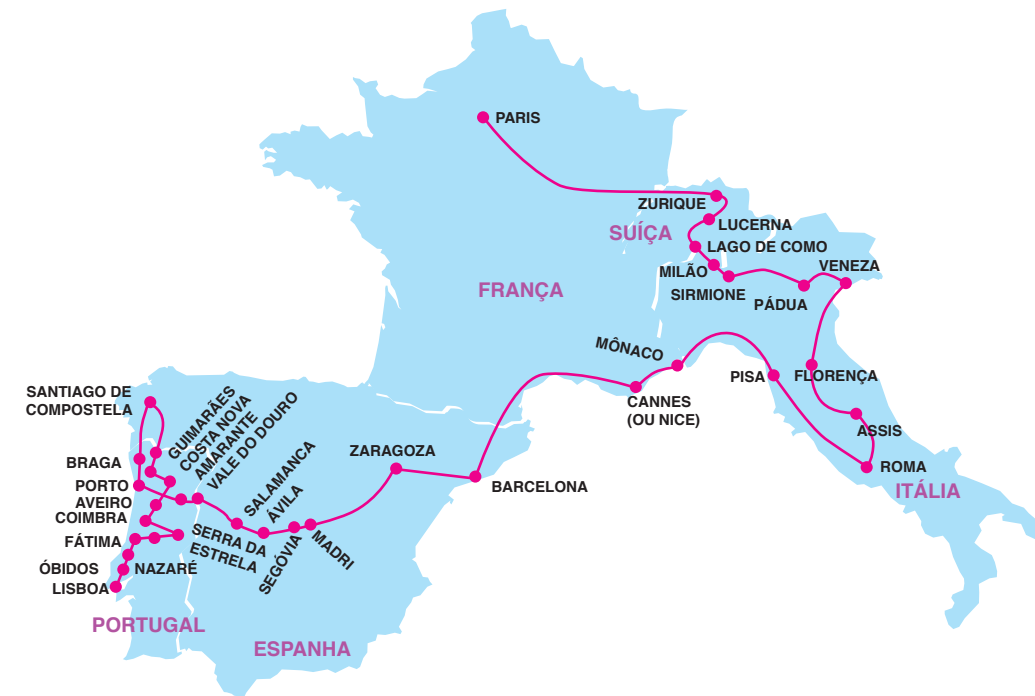 PARIS
ZURIQUE
LUCERNA
SUÍÇA
LAGO DE COMO
MILÃO
VENEZA
SIRMIONE
PÁDUA
FRANÇA
MÔNACO
PISA
FLORENÇA
CANNES
(OU NICE)
ASSIS
ROMA
ITÁLIA
SANTIAGO DE
COMPOSTELA
GUIMARÃES
COSTA NOVA
AMARANTE
VALE DO DOURO
BRAGA
PORTO
AVEIRO
COIMBRA
FÁTIMA
ÓBIDOS
NAZARÉ
LISBOA
SERRA DA
ESTRELA
SALAMANCA
ÁVILA
SEGÓVIA
MADRI
ZARAGOZA
BARCELONA
PORTUGAL
ESPANHA